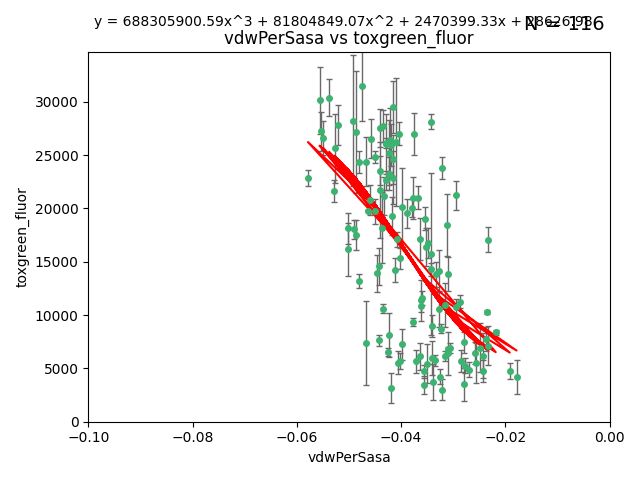 y = 688305900.59x^3 + 81804849.07x^2 + 2470399.33x +
N = 116
vdwPerSasa vs toxgreen_fluor
toxgreen_fluor
30000
25000
20000
15000
10000
5000
0
−0.10
−0.08
−0.06
−0.04
−0.02
0.00
vdwPerSasa